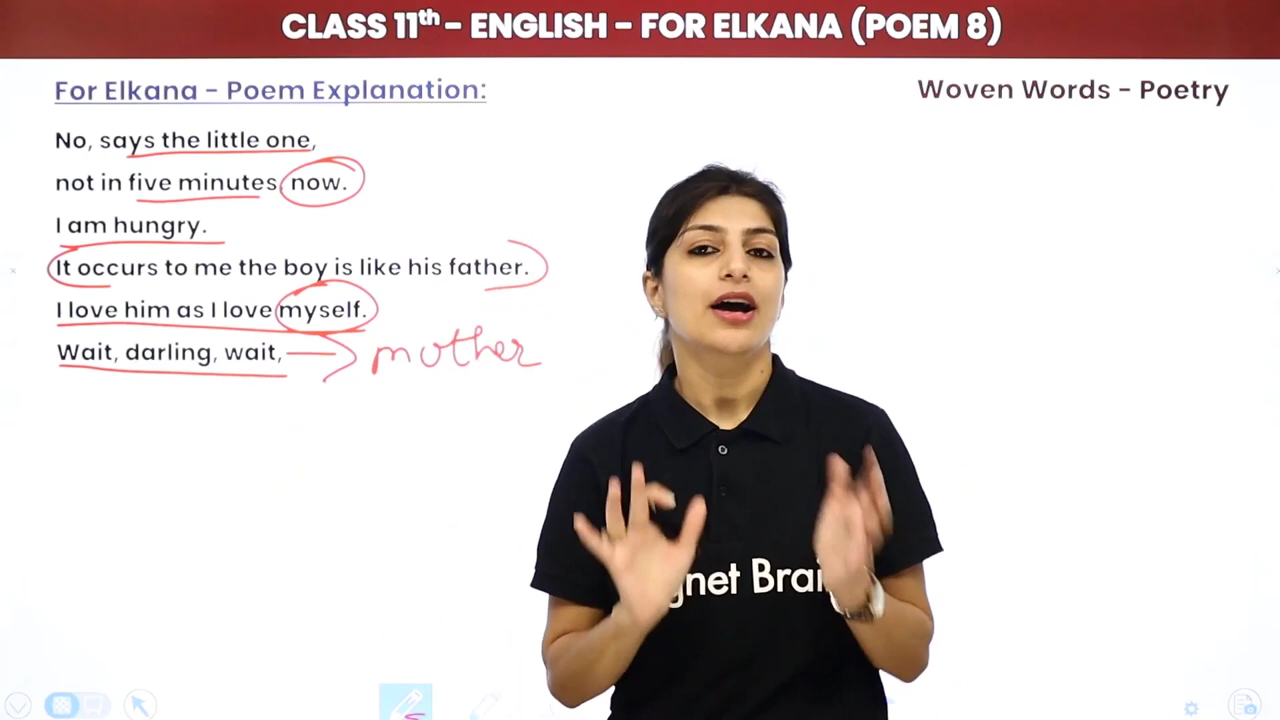 CLASS 11th – ENGLISH – FOR ELKANA (POEM 8)
For Elkana – Poem Explanation:
Woven Words – Poetry
No, says the little one,
not in five minutes, now.
I am hungry.
It occurs to me the boy is like his father.
I love him as I love myself.
Wait, darling, wait,
mother
gnet Brai